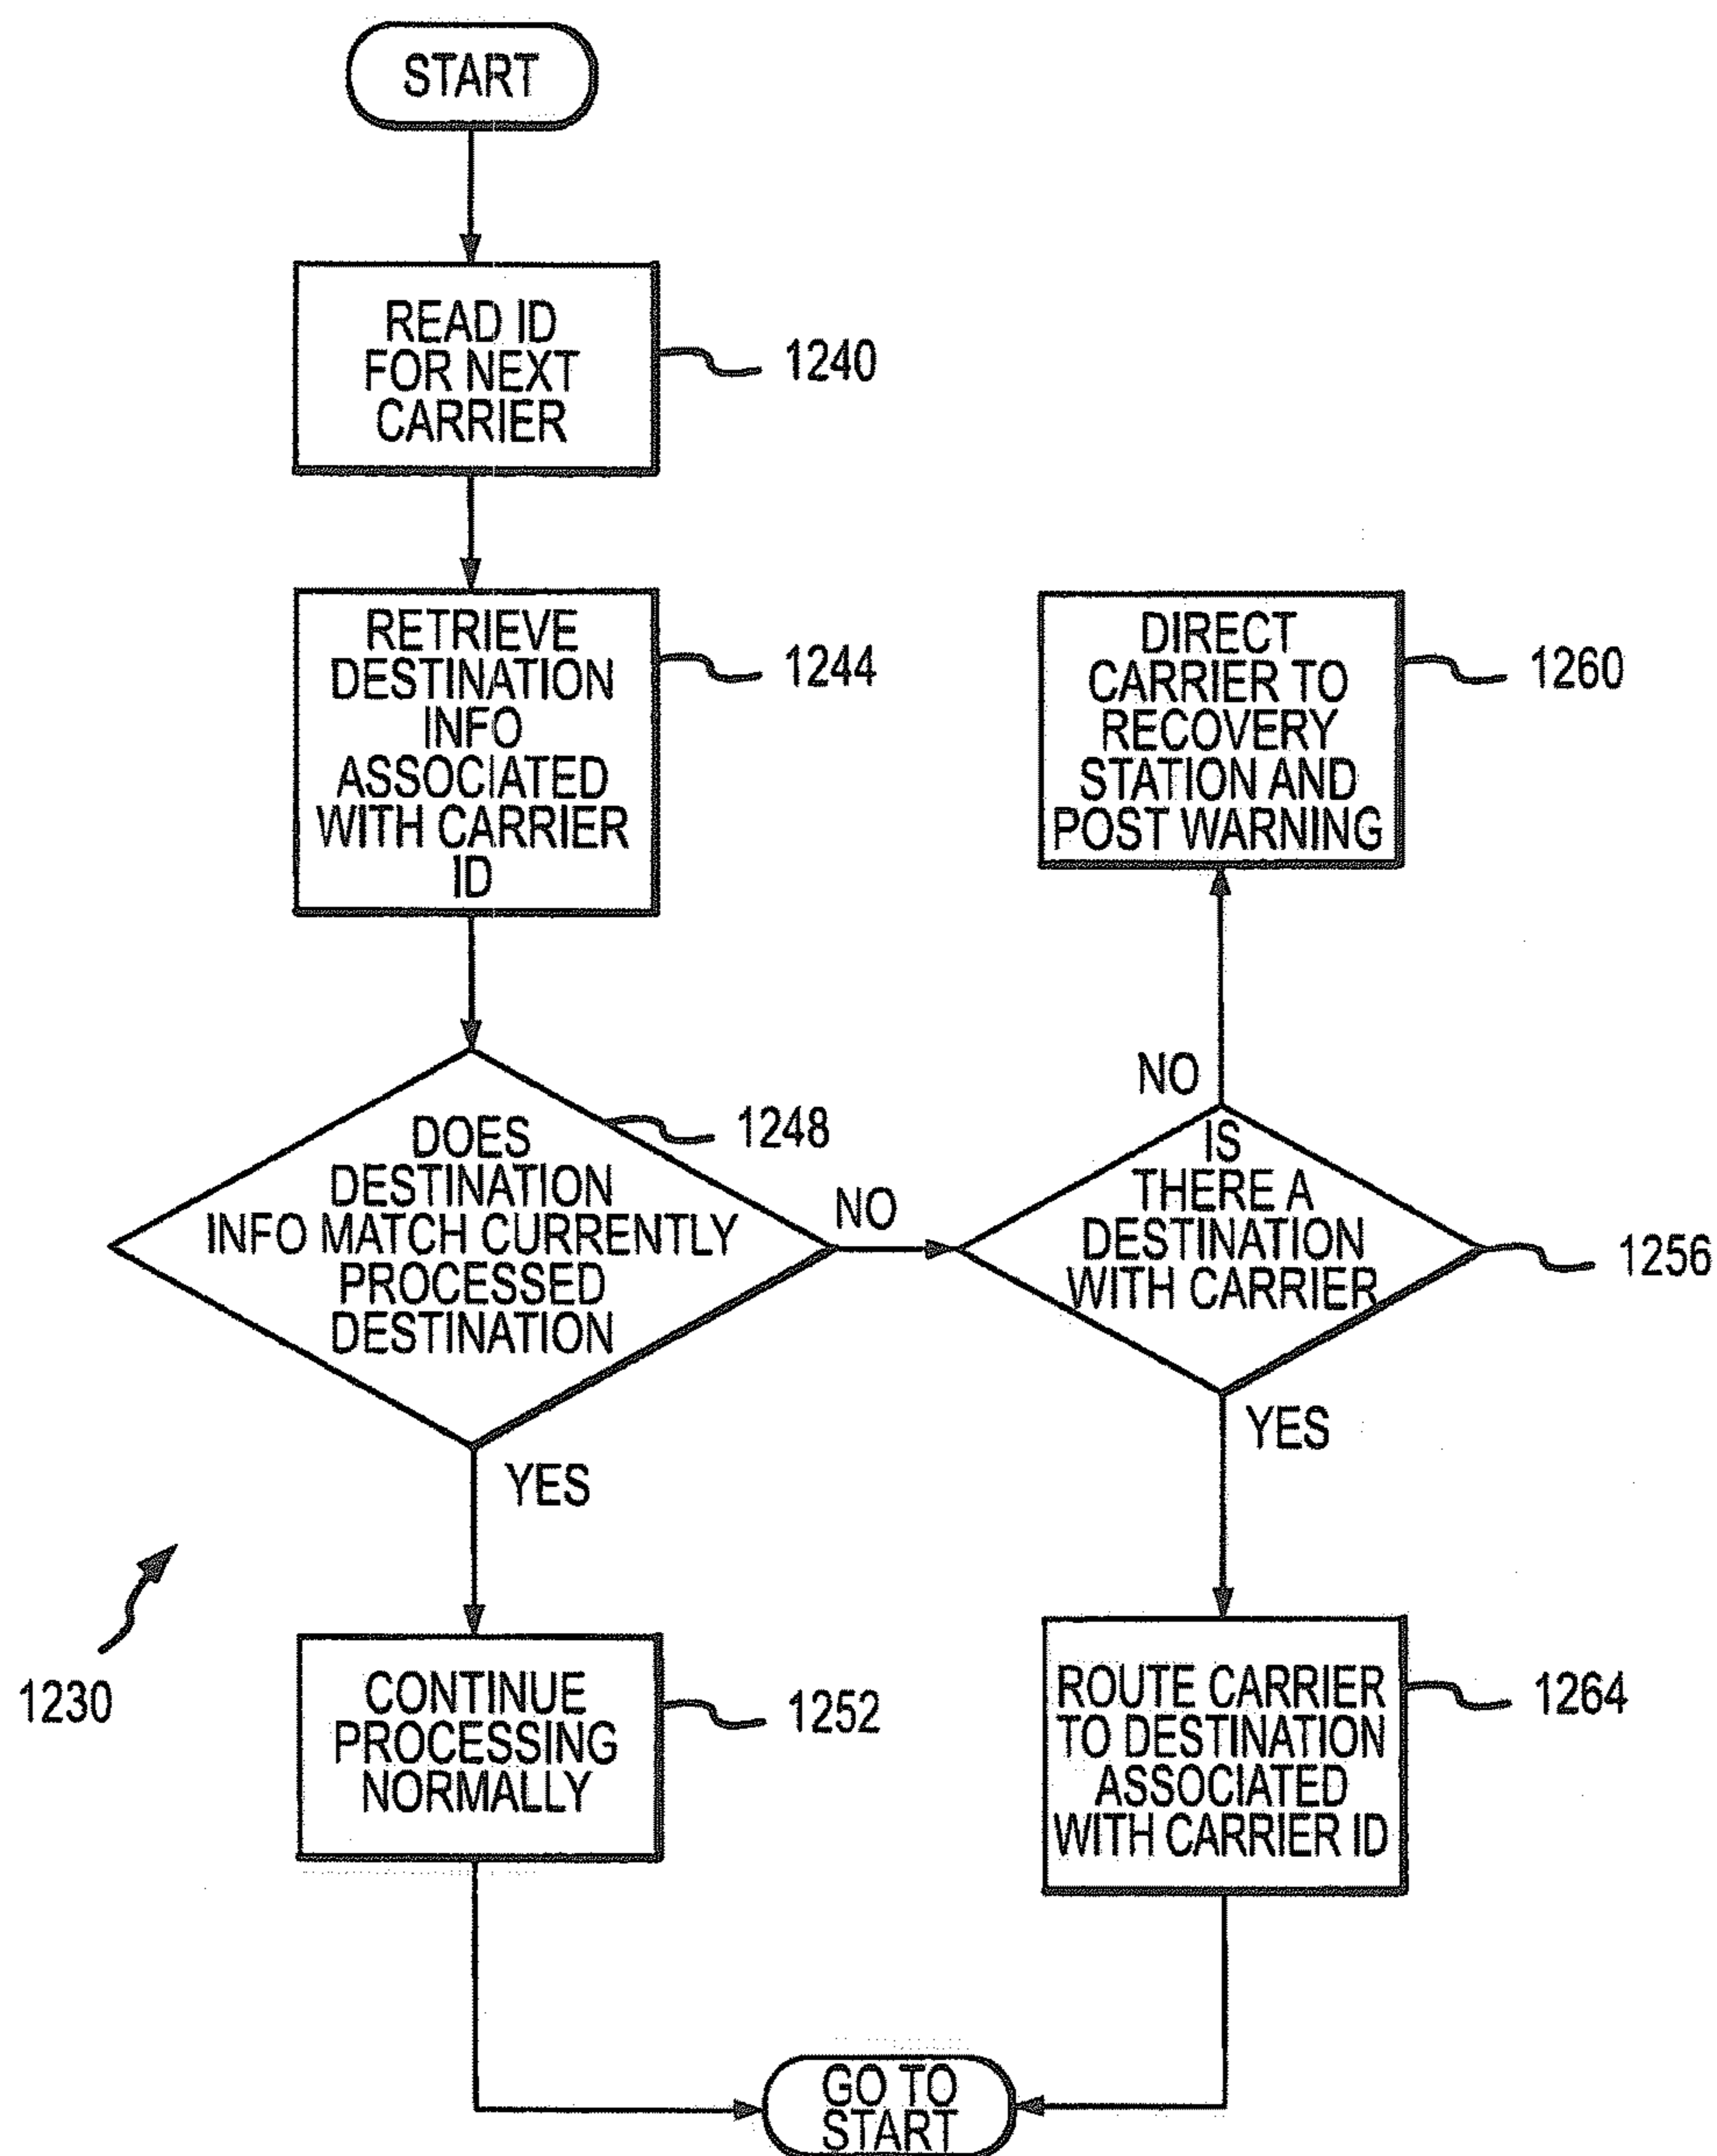 START
READ ID
FOR NEXT
CARRIER
1240
RETRIEVE
DESTINATION
INFO
ASSOCIATED
WITH CARRIER
ID
1244
DIRECT
CARRIER TO
RECOVERY
STATION AND
POST WARNING
1260
DOES
DESTINATION
INFO MATCH CURRENTLY
PROCESSED
DESTINATION
1248
NO
NO
IS
THERE A
DESTINATION
WITH CARRIER
1256
YES
YES
1230
CONTINUE
PROCESSING
NORMALLY
1252
ROUTE CARRIER
TO DESTINATION
ASSOCIATED
WITH CARRIER ID
1264
GO TO
START